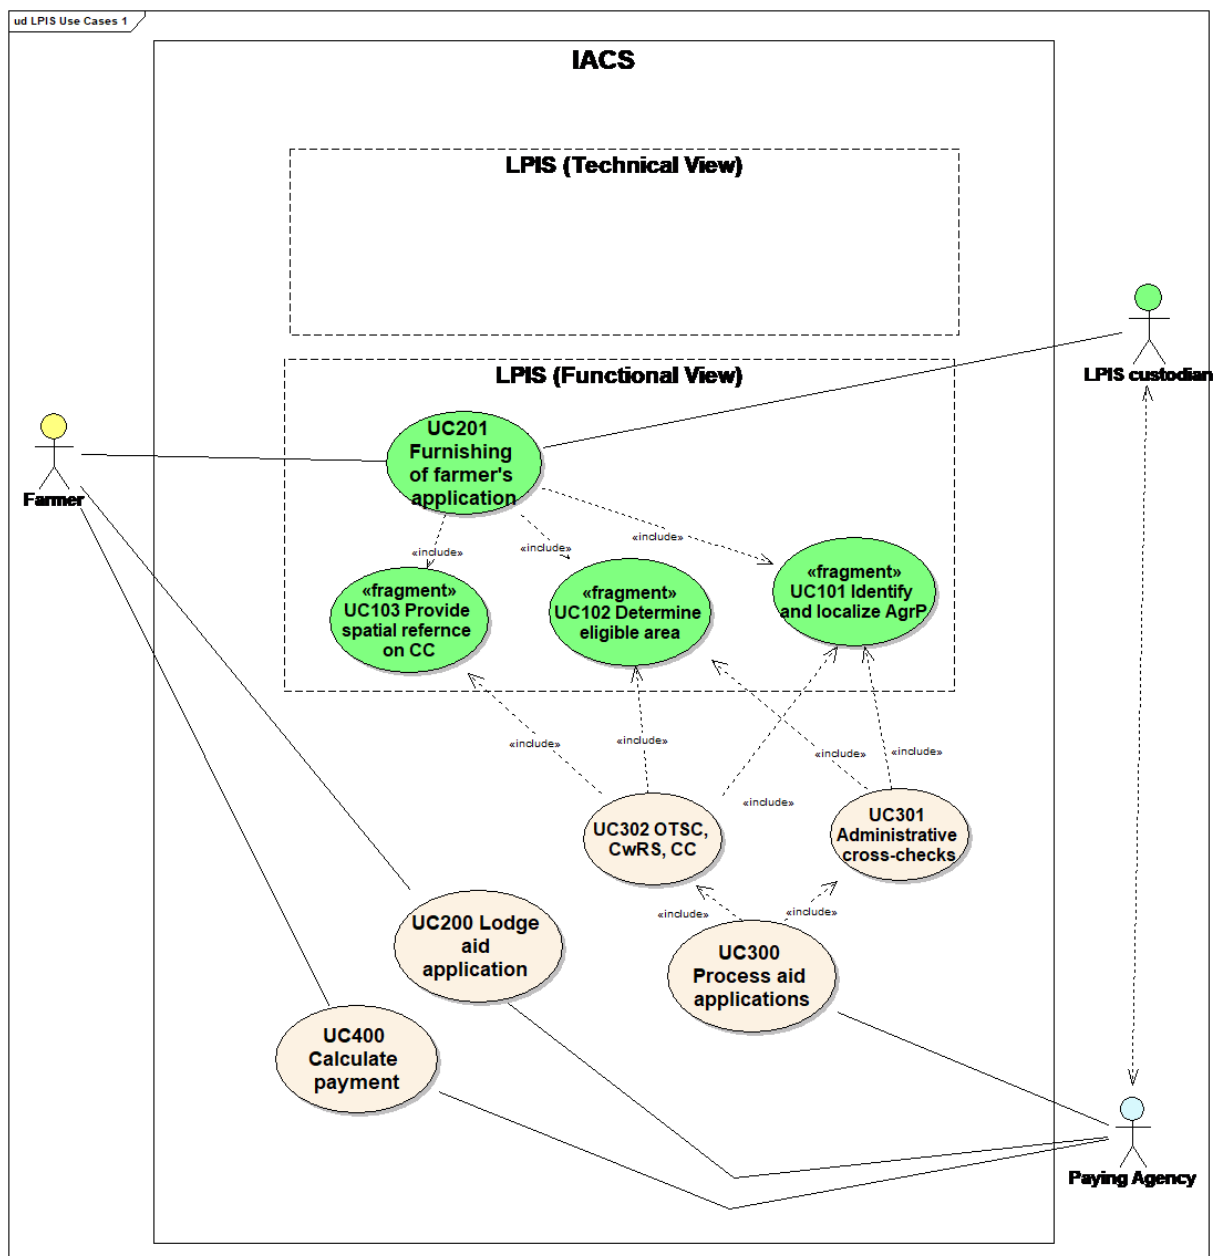 ud LPIS Use Cases 1
IACS
LPIS (Technical View)
LPIS custodian
LPIS (Functional View)
Farmer
UC201
Furnishing
of farmer's
application
«include»
«include»
«include»
«fragment»
UC103 Provide
spatial refernce
on CC
«fragment»
UC102 Determine
eligible area
«fragment»
UC101 Identify
and localize AgrP
«include»
«include»
«include»
«include»
«include»
UC302 OTSC,
CwRS, CC
UC301
Administrative
cross-checks
«include»
«include»
UC200 Lodge
aid
application
UC300
Process aid
applications
UC400
Calculate
payment
Paying Agency